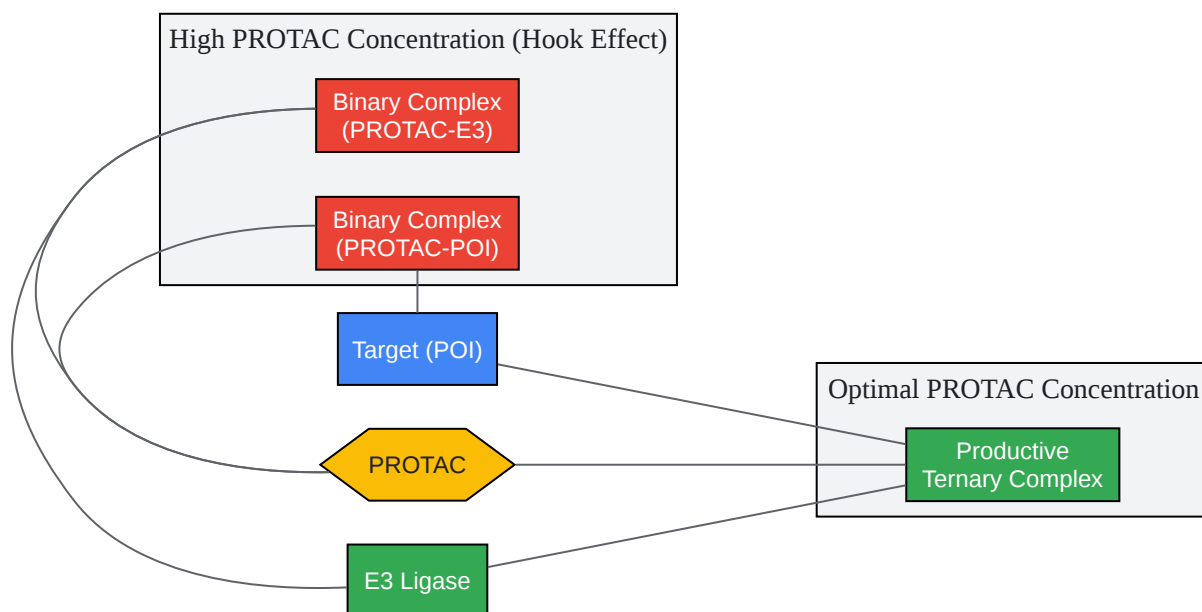 High PROTAC Concentration (Hook Effect)
Binary Complex
(PROTAC-E3)
Binary Complex
(PROTAC-POI)
Target (POI)
Optimal PROTAC Concentration
Productive
Ternary Complex
PROTAC
E3 Ligase